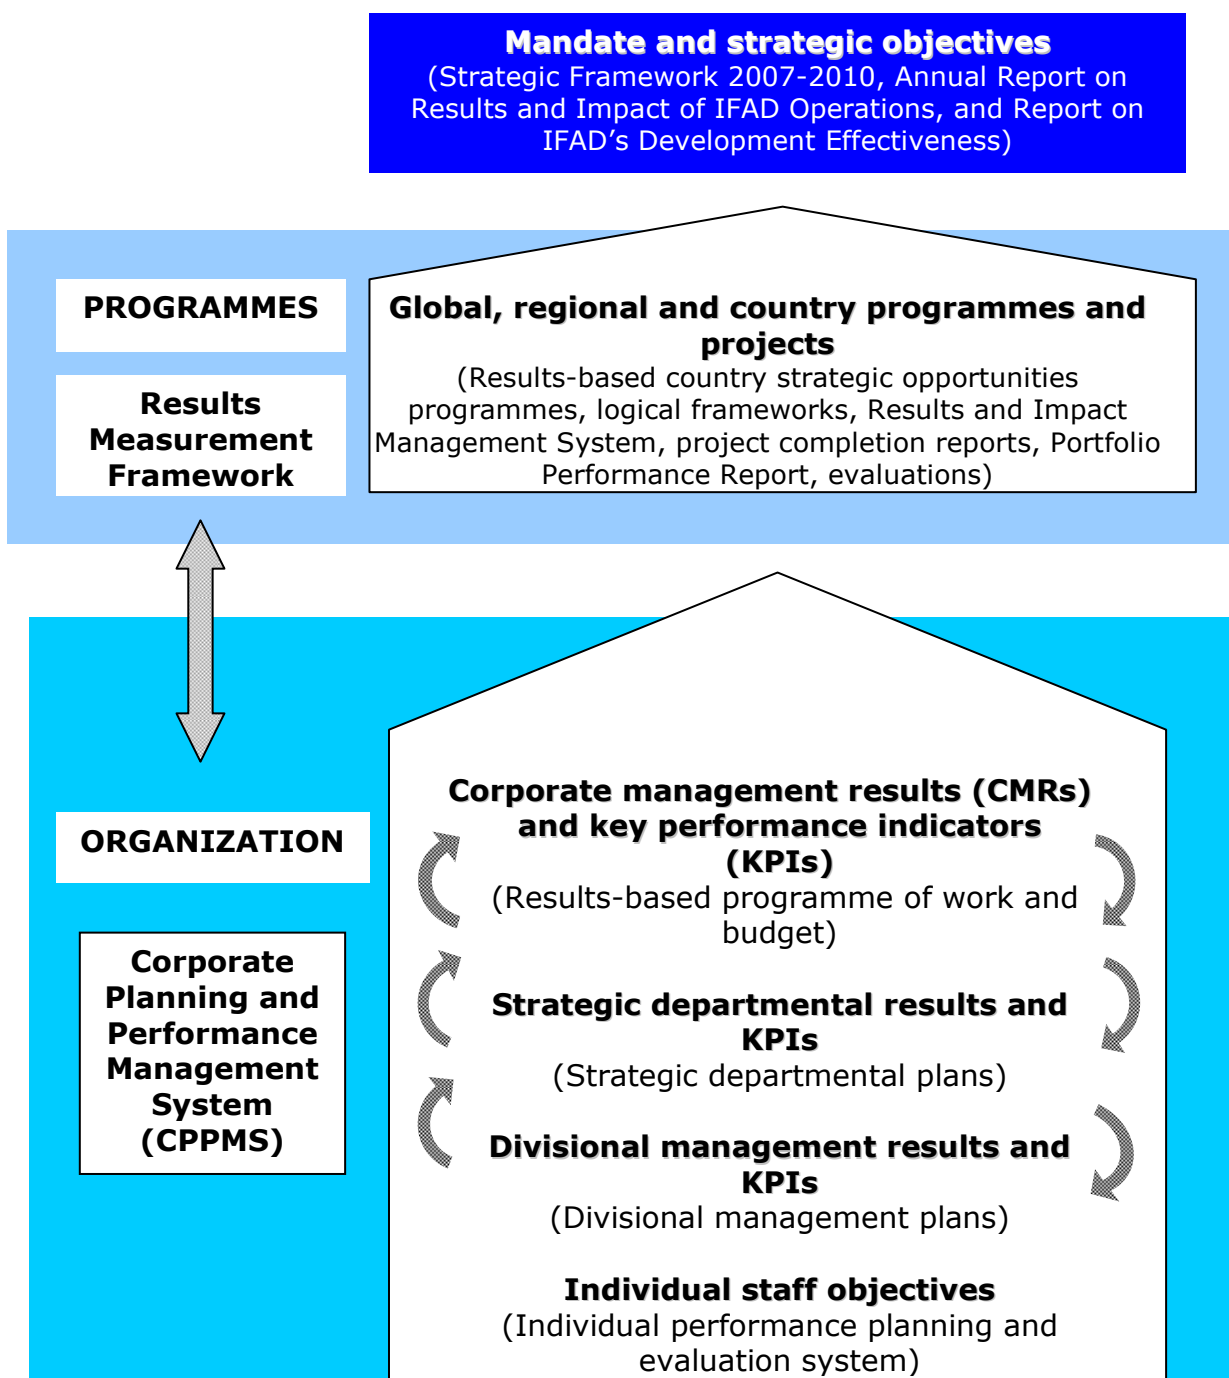 Mandate and strategic objectives
(Strategic Framework 2007-2010, Annual Report on
Results and Impact of IFAD Operations, and Report on
IFAD’s Development Effectiveness)
PROGRAMMES
Results
Measurement
Framework
Global, regional and country programmes and
projects
(Results-based country strategic opportunities
programmes, logical frameworks, Results and Impact
Management System, project completion reports, Portfolio
Performance Report, evaluations)
ORGANIZATION
Corporate
Planning and
Performance
Management
System
(CPPMS)
Corporate management results (CMRs)
and key performance indicators
(KPIs)
(Results-based programme of work and
budget)
Strategic departmental results and
KPIs
(Strategic departmental plans)
Divisional management results and
KPIs
(Divisional management plans)
Individual staff objectives
(Individual performance planning and
evaluation system)